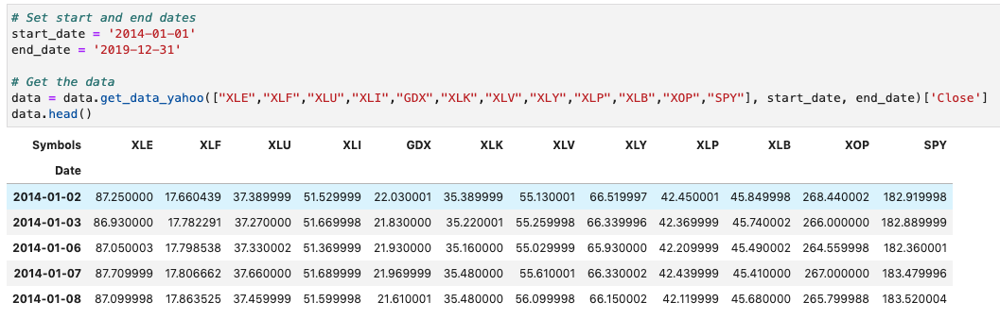 # Set start and end dates
start_date = '2014-01-01'
end_date = '2019-12-31'
# Get the data
data = data.get_data_yahoo(["XLE","XLF","XLU","XLI","GDX","XLK","XLV","XLY","XLP","XLB","XOP","SPY"], start_date, end_date)['Close']
data.head()
Symbols XLE XLF XLU XLI GDX XLK XLV XLY XLP XLB XOP SPY
Date
2014-01-02 87.250000 17.660439 37.389999 51.529999 22.030001 35.389999 55.130001 66.519997 42.450001 45.849998 268.440002 182.919998
2014-01-03 86.930000 17.782291 37.270000 51.669998 21.830000 35.220001 55.259998 66.339996 42.369999 45.740002 266.000000 182.889999
2014-01-06 87.050003 17.798538 37.330002 51.369999 21.930000 35.160000 55.029999 65.930000 42.209999 45.490002 264.559998 182.360001
2014-01-07 87.709999 17.806662 37.660000 51.689999 21.969999 35.480000 55.610001 66.330002 42.439999 45.410000 267.000000 183.479996
2014-01-08 87.099998 17.863525 37.459999 51.599998 21.610001 35.480000 56.099998 66.150002 42.119999 45.680000 265.799988 183.520004